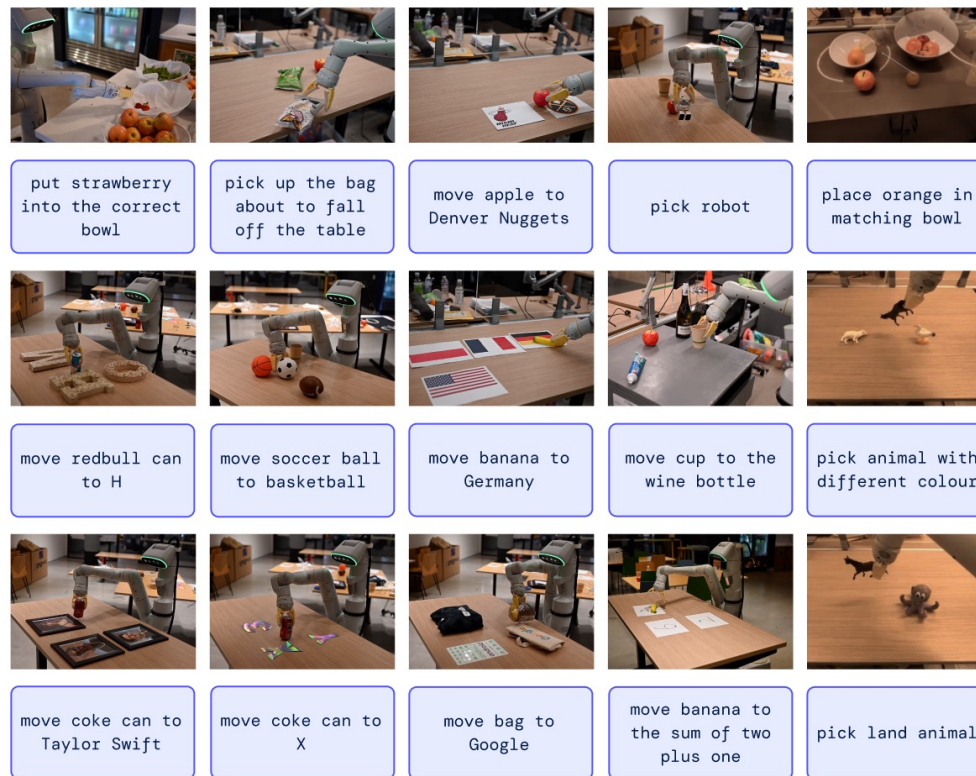 put strawberry
into the correct
bowl
pick up the bag
about to fall
off the table
move apple to
Denver Nuggets
pick robot
place orange in
matching bowl
move redbull can
to H
move soccer ball
to basketball
move banana to
Germany
move cup to the
wine bottle
pick animal with
different colour
move coke can to
Taylor Swift
move coke can to
X
move bag to
Google
move banana to
the sum of two
plus one
pick land animal